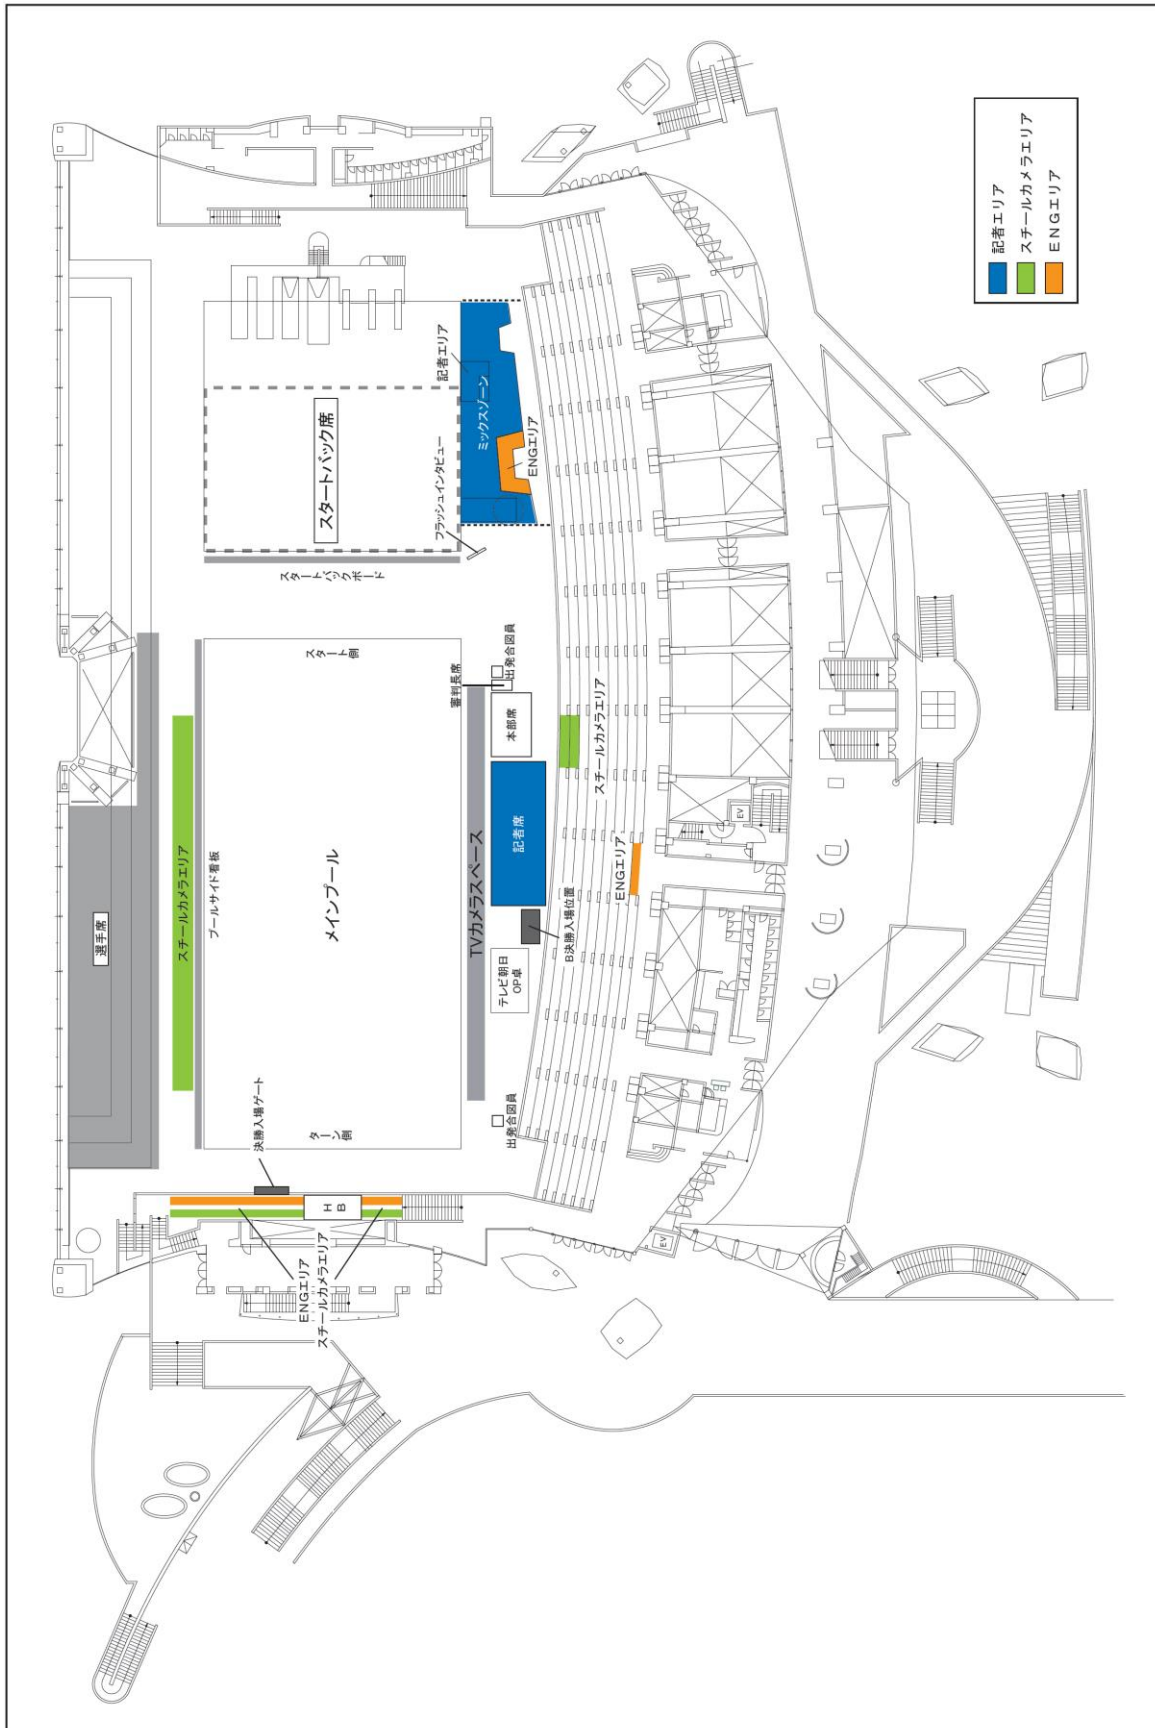 記者エリア
スチールカメラエリア
ENGエリア
選手席
スチールカメラエリア
プールサイド看板
メインプール
スタート側
ターン側
スタートバックボード
スタートバック席
フラッシュインタビュー
記者エリア
ミックスゾーン
ENGエリア
TVカメラスペース
審判長席
出発合図員
本部席
記者席
B決勝入場位置
テレビ朝日
OP卓
出発合図員
スチールカメラエリア
ENGエリア
決勝入場ゲート
HB
ENGエリア
スチールカメラエリア
EV
EV